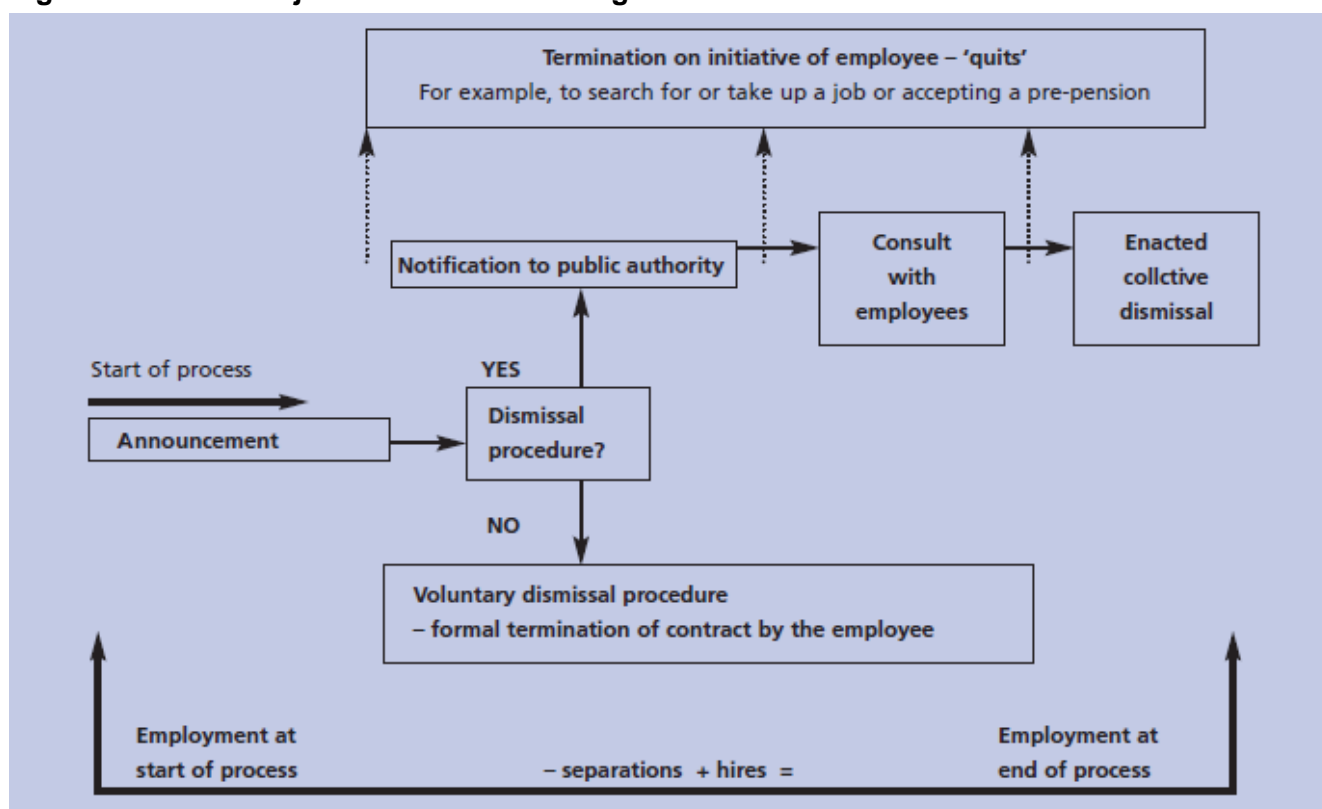 Termination on initiative of employee – ‘quits’
For example, to search for or take up a job or accepting a pre-pension
Notification to public authority
Consult
with
employees
Enacted
collctive
dismissal
Start of process
YES
Announcement
Dismissal
procedure?
NO
Voluntary dismissal procedure
– formal termination of contract by the employee
Employment at
start of process
– separations + hires =
Employment at
end of process